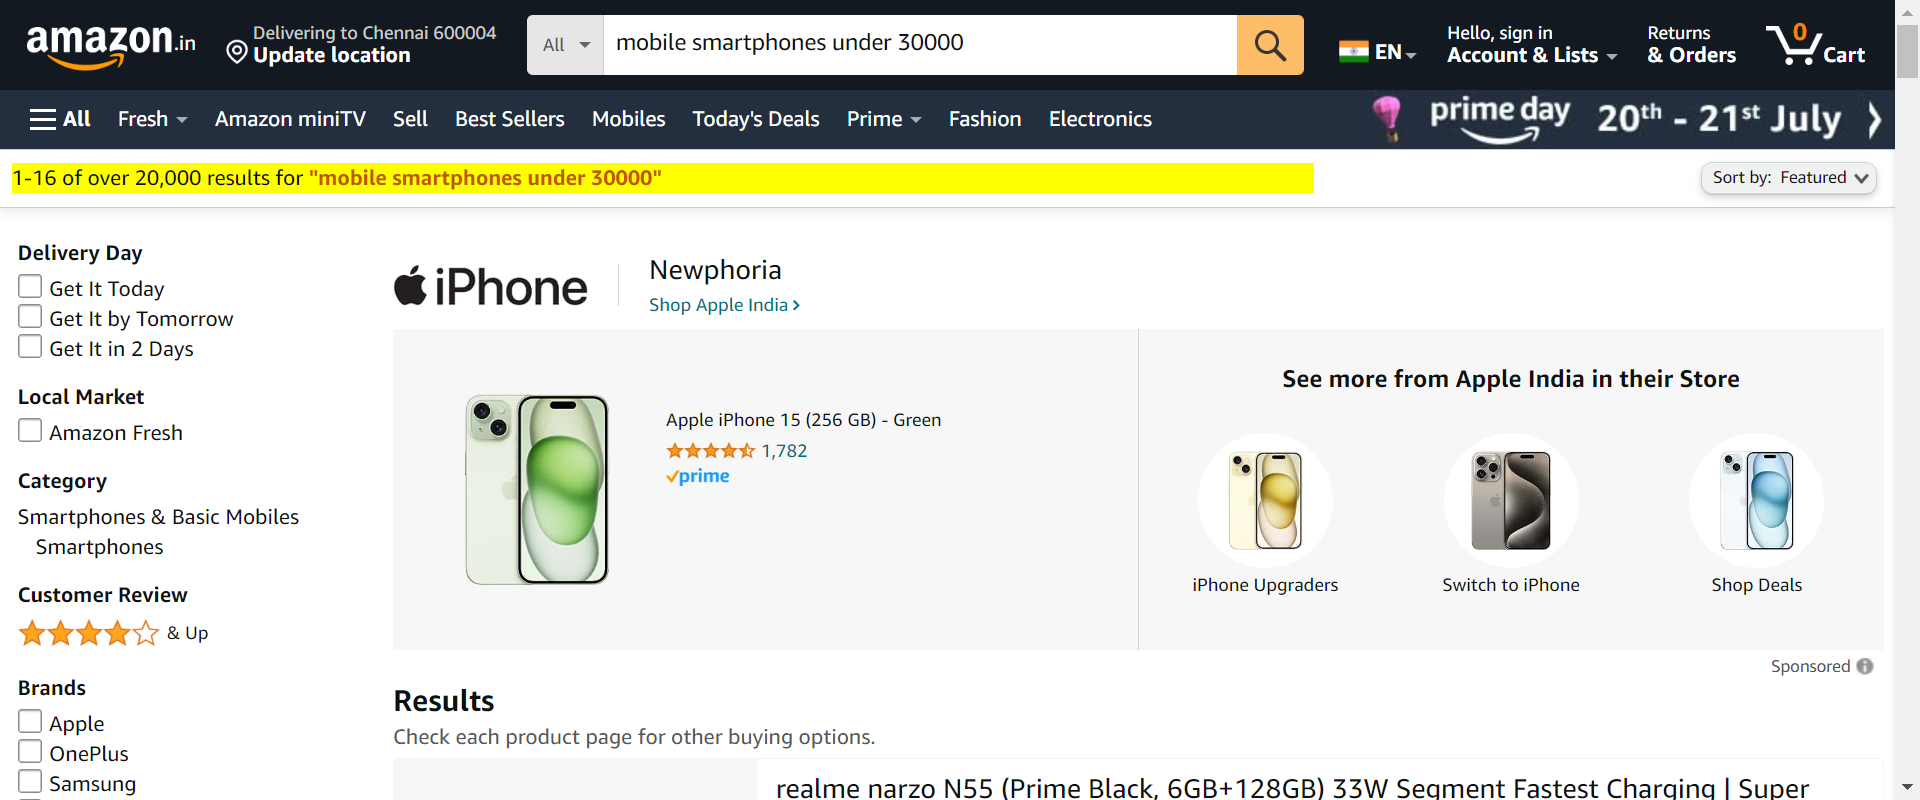 amazon.in
Delivering to Chennai 600004
Update location
All
mobile smartphones under 30000
EN
Hello, sign in
Account & Lists
Returns
& Orders
0
Cart
All
Fresh
Amazon miniTV
Sell
Best Sellers
Mobiles
Today's Deals
Prime
Fashion
Electronics
prime day
20th - 21st July
1-16 of over 20,000 results for "mobile smartphones under 30000"
Sort by: Featured
Delivery Day
Get It Today
Get It by Tomorrow
Get It in 2 Days
Local Market
Amazon Fresh
Category
Smartphones & Basic Mobiles
Smartphones
Customer Review
& Up
Brands
Apple
OnePlus
Samsung
iPhone
Newphoria
Shop Apple India
Apple iPhone 15 (256 GB) - Green
1,782
prime
See more from Apple India in their Store
iPhone Upgraders
Switch to iPhone
Shop Deals
Sponsored
Results
Check each product page for other buying options.
realme narzo N55 (Prime Black, 6GB+128GB) 33W Segment Fastest Charging | Super